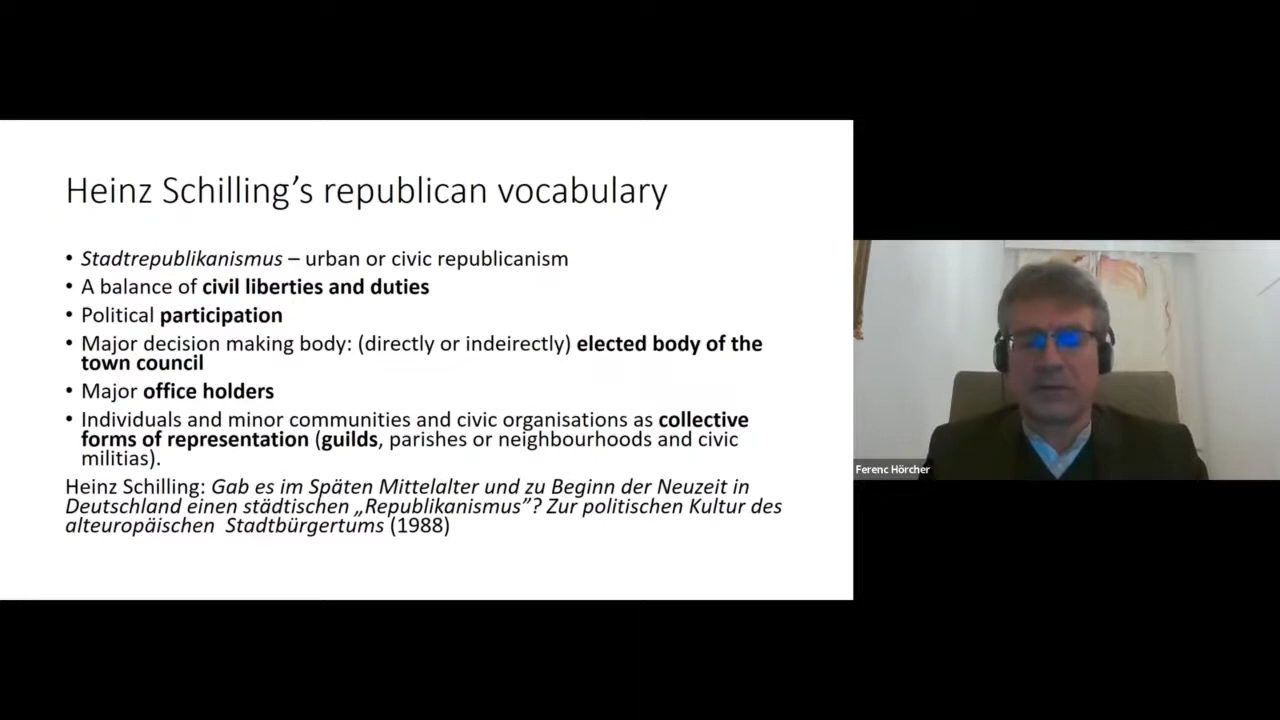 Heinz Schilling's republican vocabulary
• Stadtrepublikanismus – urban or civic republicanism
• A balance of civil liberties and duties
• Political participation
• Major decision making body: (directly or indeirectly) elected body of the
town council
• Major office holders
• Individuals and minor communities and civic organisations as collective
forms of representation (guilds, parishes or neighbourhoods and civic
militias).
Heinz Schilling: Gab es im Späten Mittelalter und zu Beginn der Neuzeit in
Deutschland einen städtischen „Republikanismus”? Zur politischen Kultur des
alteuropäischen Stadtbürgertums (1988)
Ferenc Hörcher